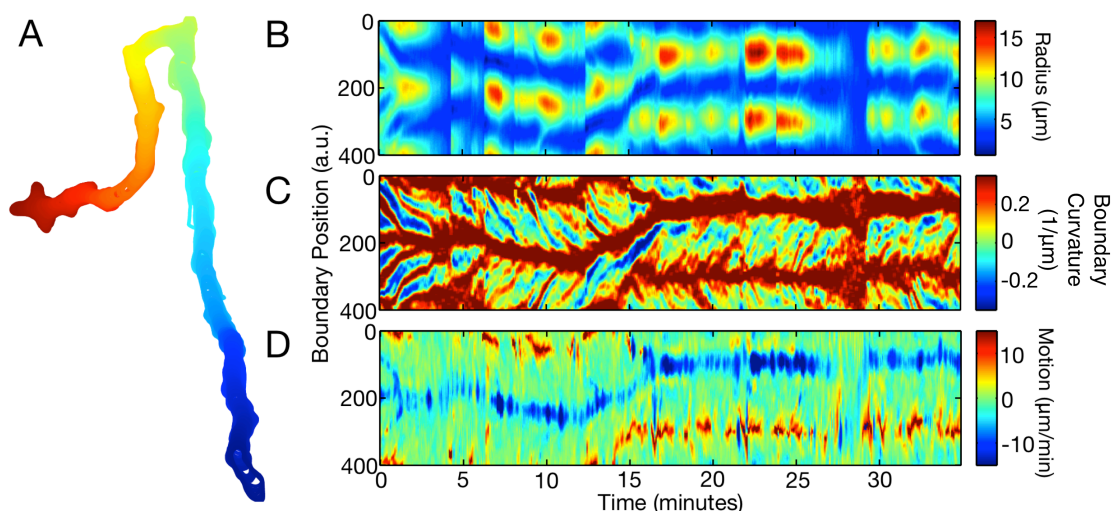 A
B
0
200
400
15
10
5
Radius (µm)
C
0
200
400
0.2
0
-0.2
Boundary
Curvature
(1/µm)
D
0
200
400
10
0
-10
Motion (µm/min)
Boundary Position (a.u.)
0 5 10 15 20 25 30
Time (minutes)